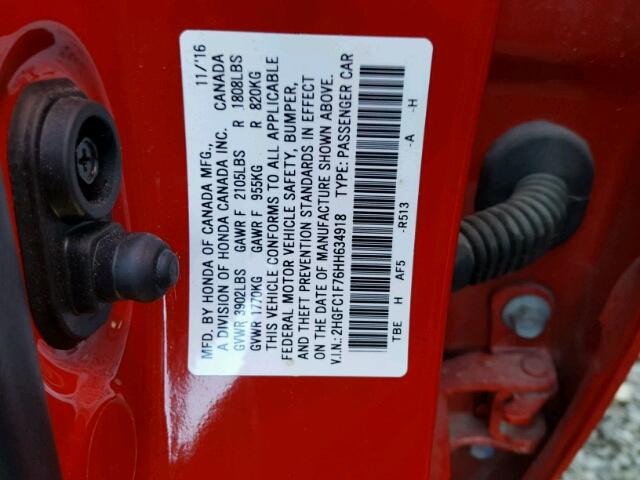 MFD. BY HONDA OF CANADA MFG., 11/'16
A DIVISION OF HONDA CANADA INC. CANADA
GVWR 3902LBS GAWR F 2105LBS R 1808LBS
GVWR 1770KG GAWR F 955KG R 820KG
THIS VEHICLE CONFORMS TO ALL APPLICABLE
FEDERAL MOTOR VEHICLE SAFETY, BUMPER,
AND THEFT PREVENTION STANDARDS IN EFFECT
ON THE DATE OF MANUFACTURE SHOWN ABOVE.
V.I.N.: 2HGFC1F76HH634918 TYPE: PASSENGER CAR
TBE H AF5 -R513 -A -H